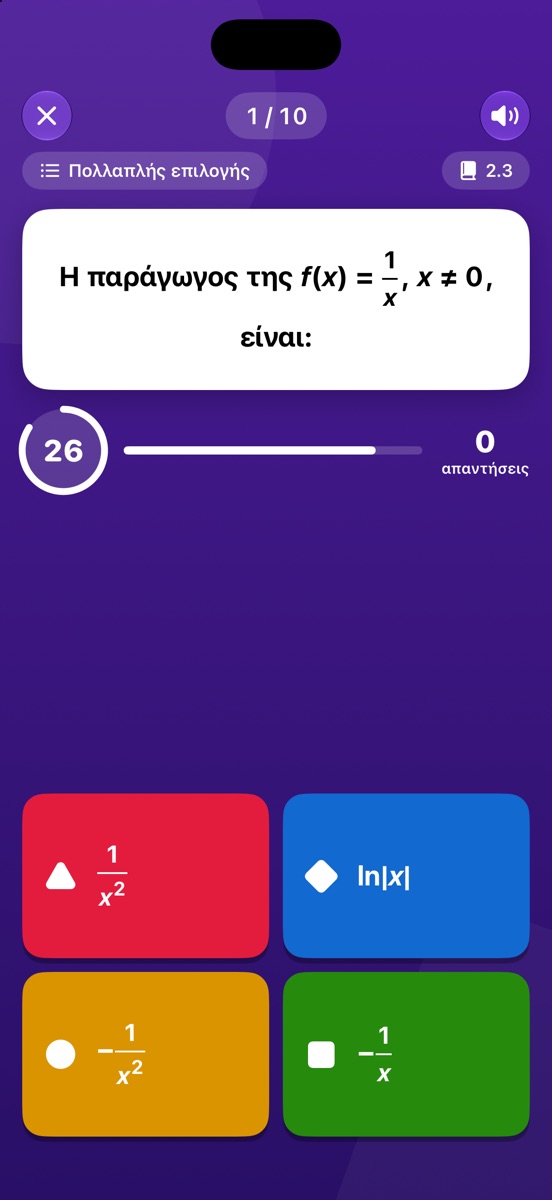 1 / 10
Πολλαπλής επιλογής
2.3
Η παράγωγος της f(x) = 1/x, x ≠ 0,
είναι:
26
0
απαντήσεις
1/x²
ln|x|
−1/x²
−1/x